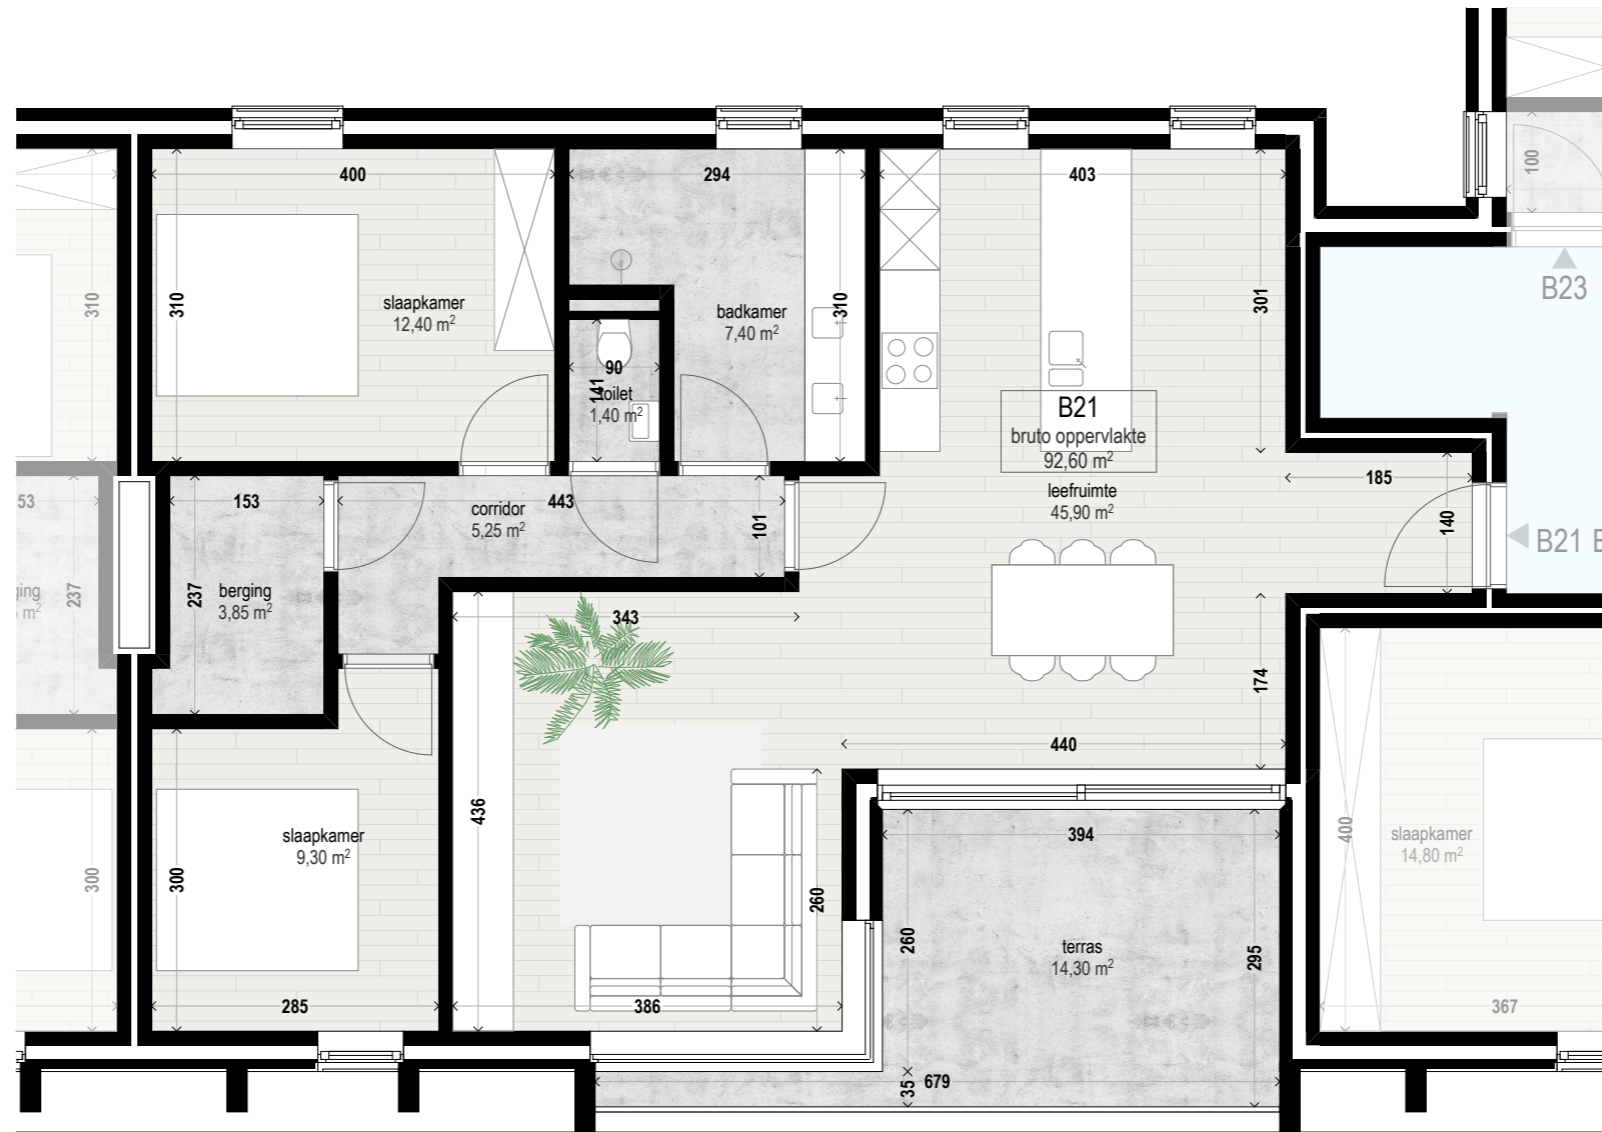 100
B23
400
294
403
310
310
slaapkamer
12,40 m²
badkamer
7,40 m²
310
301
90
141
toilet
1,40 m²
B21
bruto oppervlakte
92,60 m²
leefruimte
45,90 m²
185
140
B21
53
153
443
corridor
5,25 m²
101
237
237
berging
3,85 m²
343
174
440
436
300
300
slaapkamer
9,30 m²
260
394
260
295
terras
14,30 m²
400
slaapkamer
14,80 m²
285
386
367
35
679